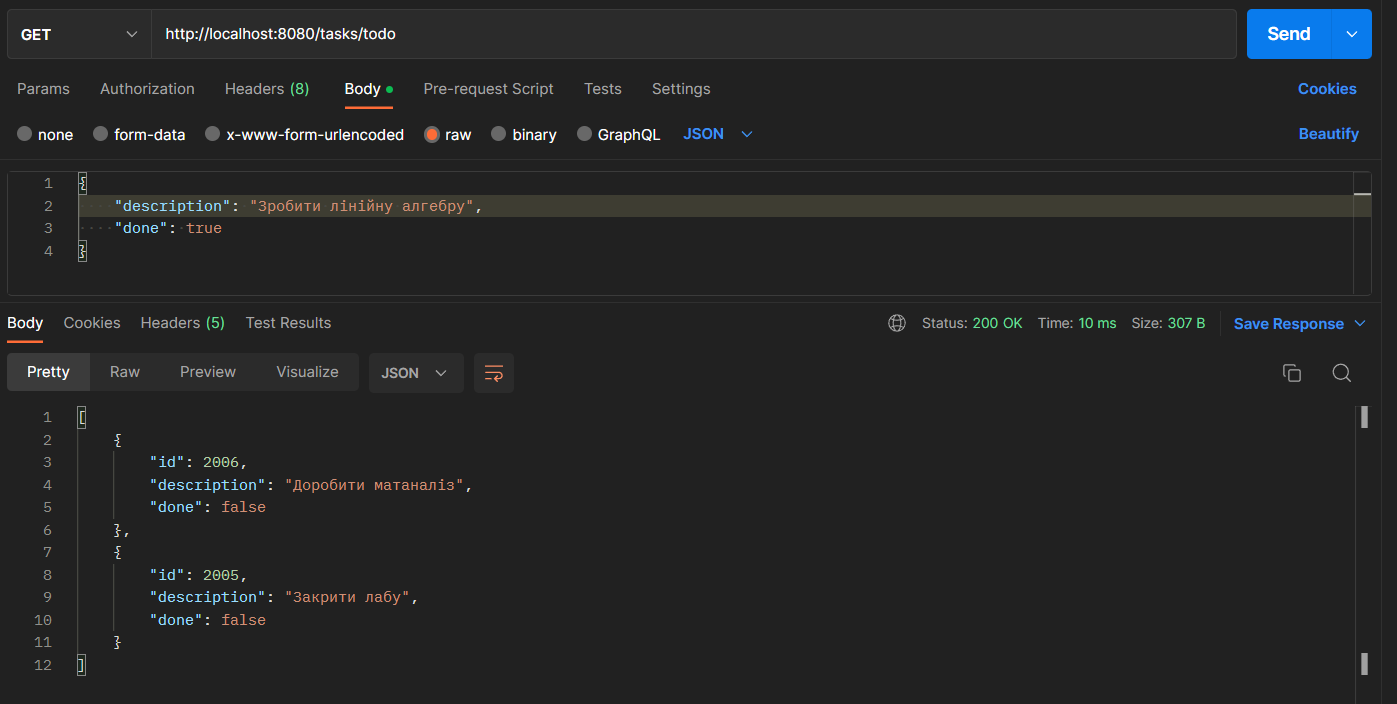 GET http://localhost:8080/tasks/todo Send
Params Authorization Headers (8) Body Pre-request Script Tests Settings Cookies
none form-data x-www-form-urlencoded raw binary GraphQL JSON Beautify
1 {
2 "description": "Зробити лінійну алгебру",
3 "done": true
4 }
Body Cookies Headers (5) Test Results Status: 200 OK Time: 10 ms Size: 307 B Save Response
Pretty Raw Preview Visualize JSON
1 [
2 {
3 "id": 2006,
4 "description": "Доробити матаналіз",
5 "done": false
6 },
7 {
8 "id": 2005,
9 "description": "Закрити лабу",
10 "done": false
11 }
12 ]